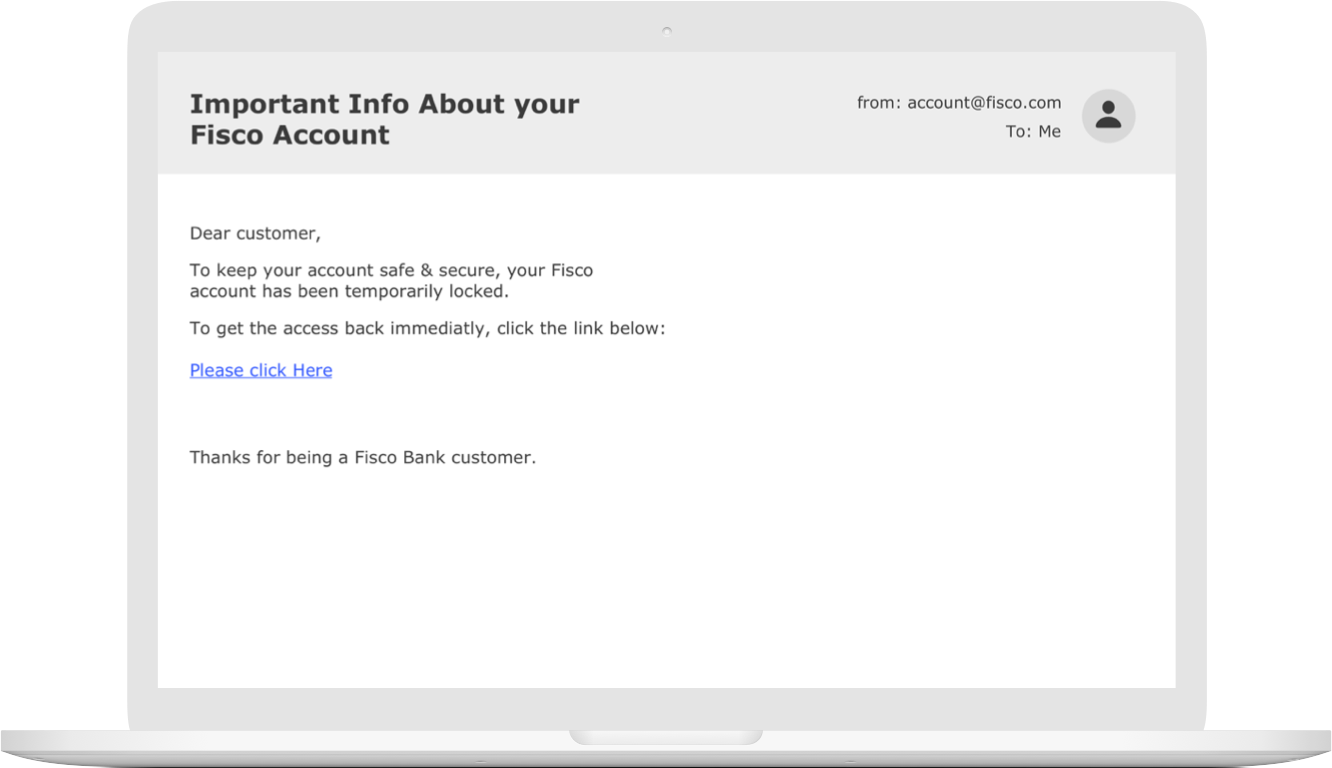 Important Info About your
Fisco Account
from: account@fisco.com
To: Me
Dear customer,
To keep your account safe & secure, your Fisco
account has been temporarily locked.
To get the access back immediatly, click the link below:
Please click Here
Thanks for being a Fisco Bank customer.